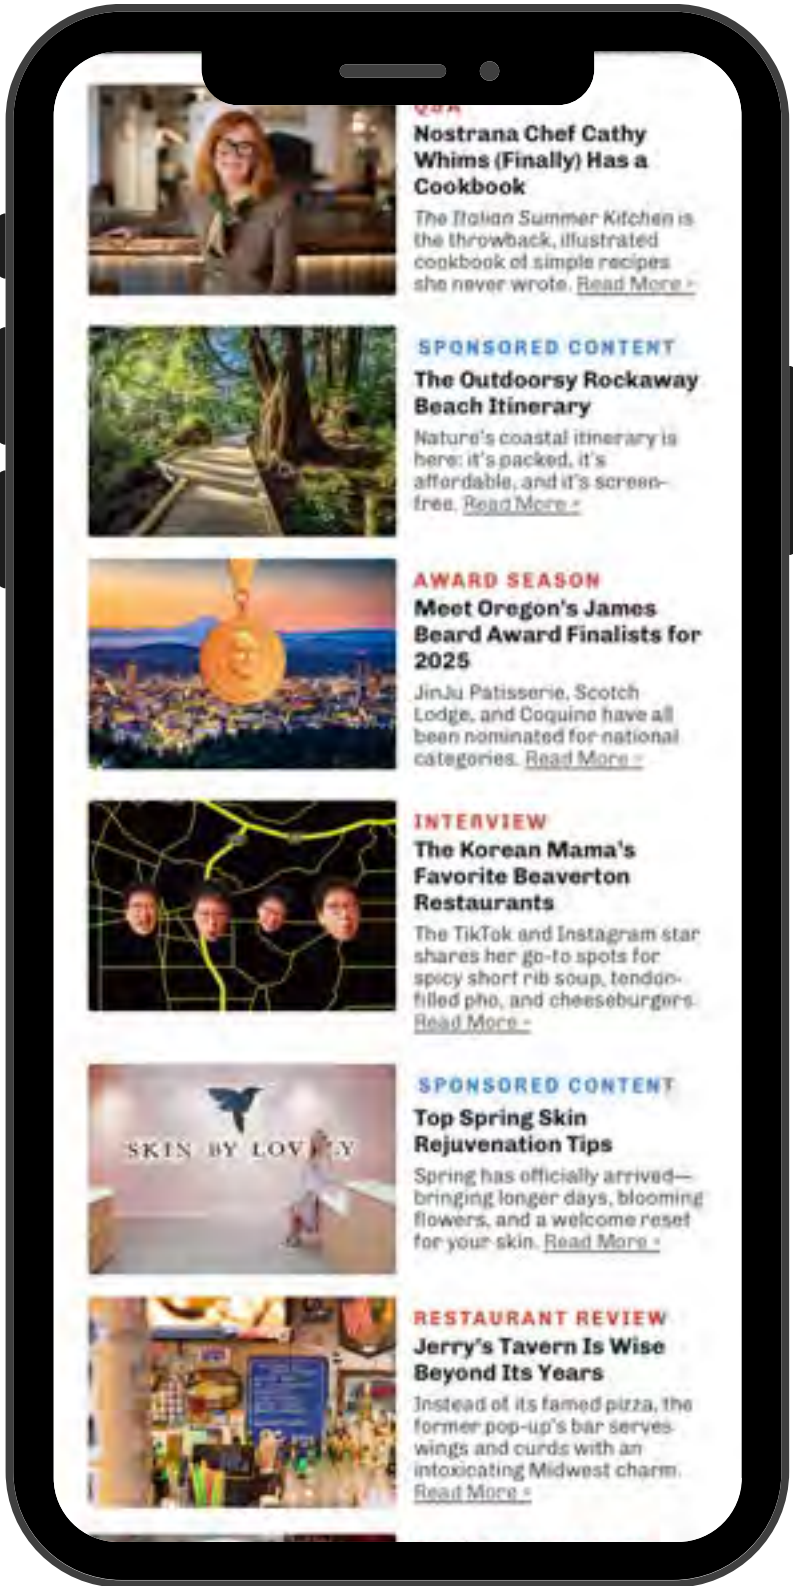 Q&A
Nostrana Chef Cathy
Whims (Finally) Has a
Cookbook
The Italian Summer Kitchen is
the throwback, illustrated
cookbook of simple recipes
she never wrote. Read More »
SPONSORED CONTENT
The Outdoorsy Rockaway
Beach Itinerary
Nature's coastal itinerary is
here: it's packed, it's
affordable, and it's screen-
free. Read More »
AWARD SEASON
Meet Oregon's James
Beard Award Finalists for
2025
JinJu Patisserie, Scotch
Lodge, and Coquine have all
been nominated for national
categories. Read More »
INTERVIEW
The Korean Mama's
Favorite Beaverton
Restaurants
The TikTok and Instagram star
shares her go-to spots for
spicy short rib soup, tendon-
filled pho, and cheeseburgers.
Read More »
SKIN BY LOVELY
SPONSORED CONTENT
Top Spring Skin
Rejuvenation Tips
Spring has officially arrived—
bringing longer days, blooming
flowers, and a welcome reset
for your skin. Read More »
RESTAURANT REVIEW
Jerry's Tavern Is Wise
Beyond Its Years
Instead of its famed pizza, the
former pop-up's bar serves
wings and curds with an
intoxicating Midwest charm.
Read More »